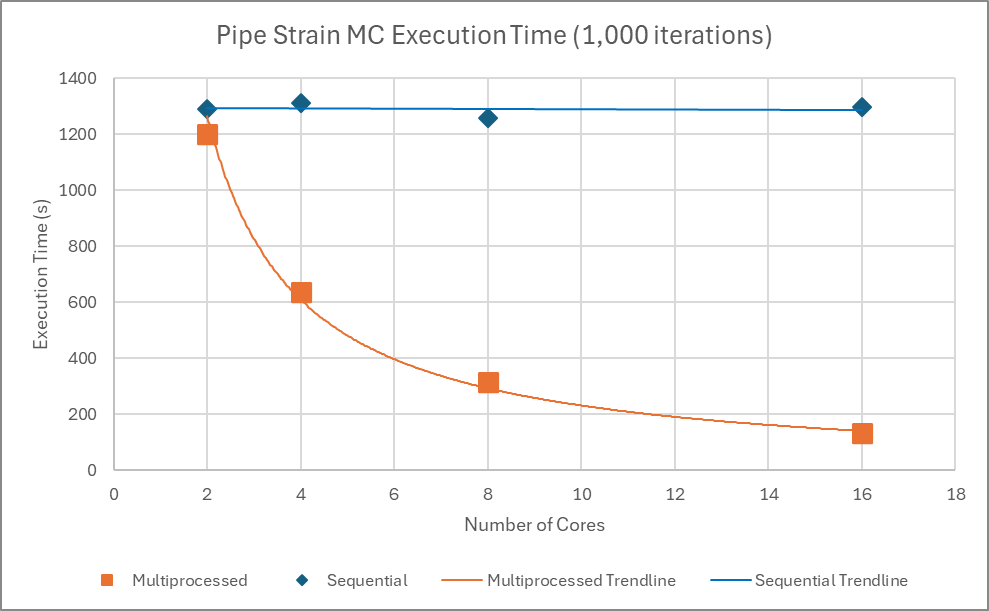 Pipe Strain MC Execution Time (1,000 iterations)
1400
1200
1000
800
600
400
200
0
Execution Time (s)
0 2 4 6 8 10 12 14 16 18
Number of Cores
Multiprocessed Sequential Multiprocessed Trendline Sequential Trendline